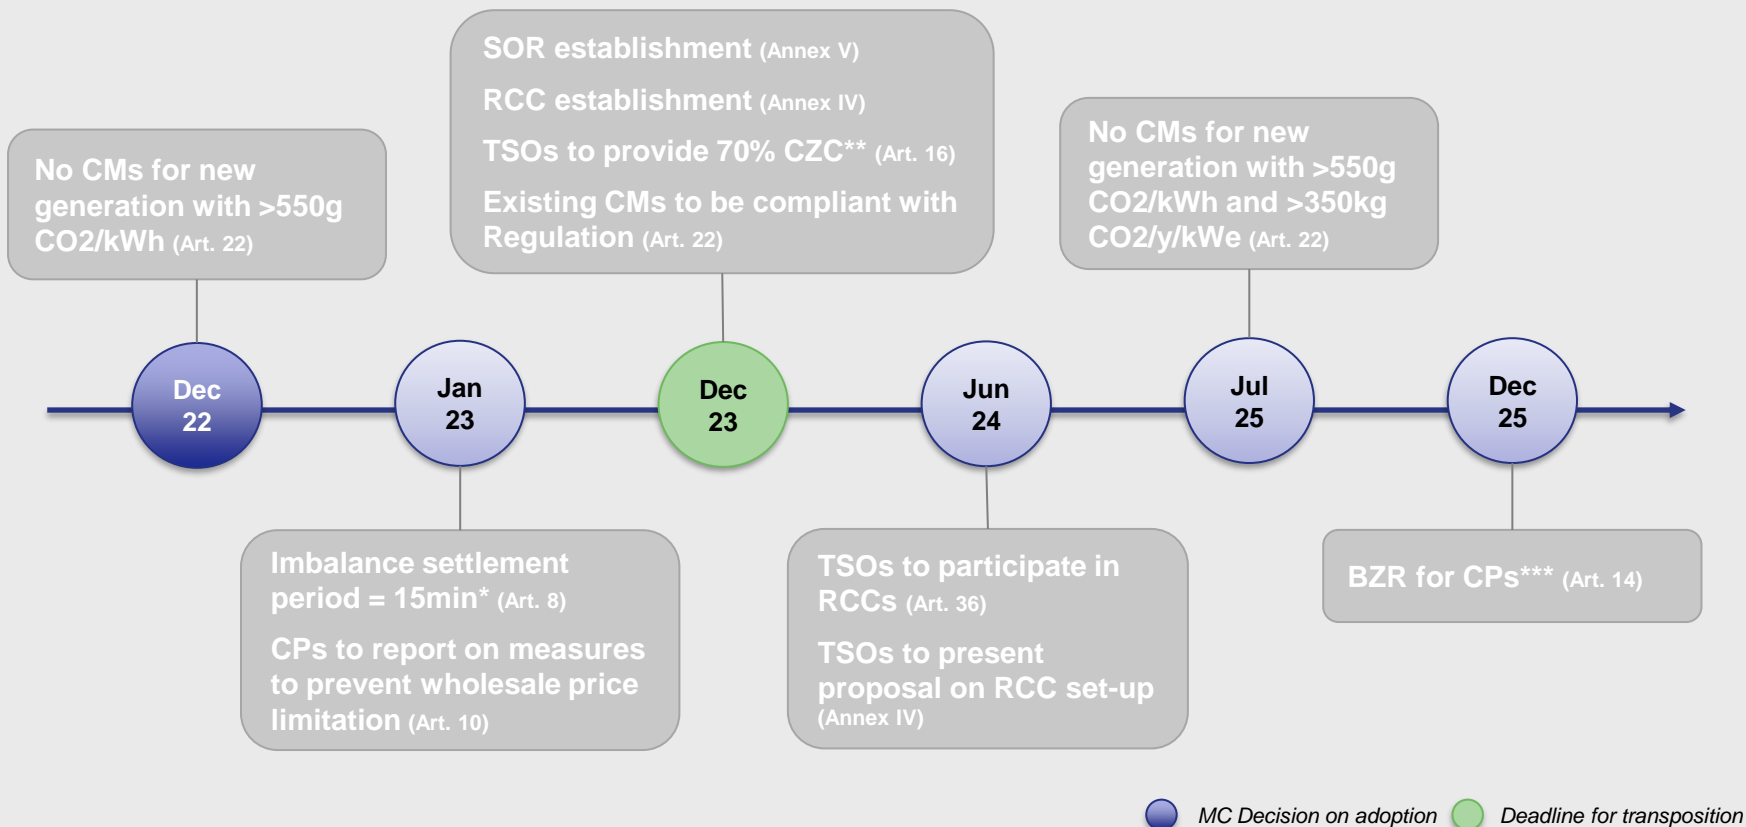 SOR establishment (Annex V)
RCC establishment (Annex IV)
TSOs to provide 70% CZC** (Art. 16)
Existing CMs to be compliant with
Regulation (Art. 22)
No CMs for new
generation with >550g
CO2/kWh (Art. 22)
No CMs for new
generation with >550g
CO2/kWh and >350kg
CO2/y/kWe (Art. 22)
Dec
22
Jan
23
Dec
23
Jun
24
Jul
25
Dec
25
Imbalance settlement
period = 15min* (Art. 8)
CPs to report on measures
to prevent wholesale price
limitation (Art. 10)
TSOs to participate in
RCCs (Art. 36)
TSOs to present
proposal on RCC set-up
(Annex IV)
BZR for CPs*** (Art. 14)
MC Decision on adoption
Deadline for transposition